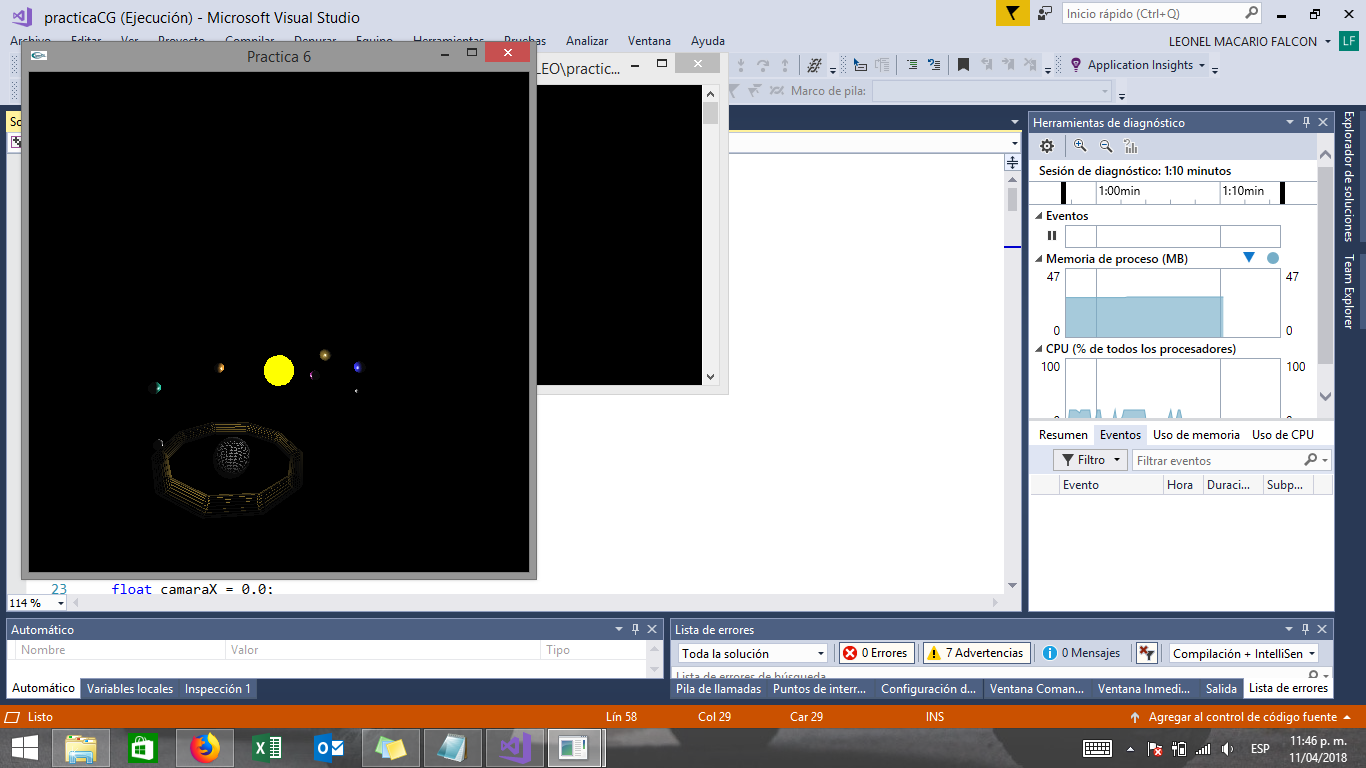 practicaCG (Ejecución) - Microsoft Visual Studio
Inicio rápido (Ctrl+Q)
Archivo Editar Ver Proyecto Compilar Depurar Equipo Herramientas Pruebas Analizar Ventana Ayuda
LEONEL MACARIO FALCON
LF
Practica 6
LEO\practic...
Application Insights
Marco de pila:
Herramientas de diagnóstico
Sesión de diagnóstico: 1:10 minutos
1:00min 1:10min
Eventos
Memoria de proceso (MB)
47 47
0 0
CPU (% de todos los procesadores)
100 100
Resumen Eventos Uso de memoria Uso de CPU
Filtro Filtrar eventos
Evento Hora Duraci... Subp...
Explorador de soluciones
Team Explorer
23 float camaraX = 0.0;
114 %
Automático
Nombre Valor Tipo
Automático Variables locales Inspección 1
Lista de errores
Toda la solución 0 Errores 7 Advertencias 0 Mensajes Compilación + IntelliSen
Lista de errores de búsqueda
Pila de llamadas Puntos de interr... Configuración d... Ventana Coman... Ventana Inmedi... Salida Lista de errores
Listo Lín 58 Col 29 Car 29 INS Agregar al control de código fuente
ESP
11:46 p. m.
11/04/2018